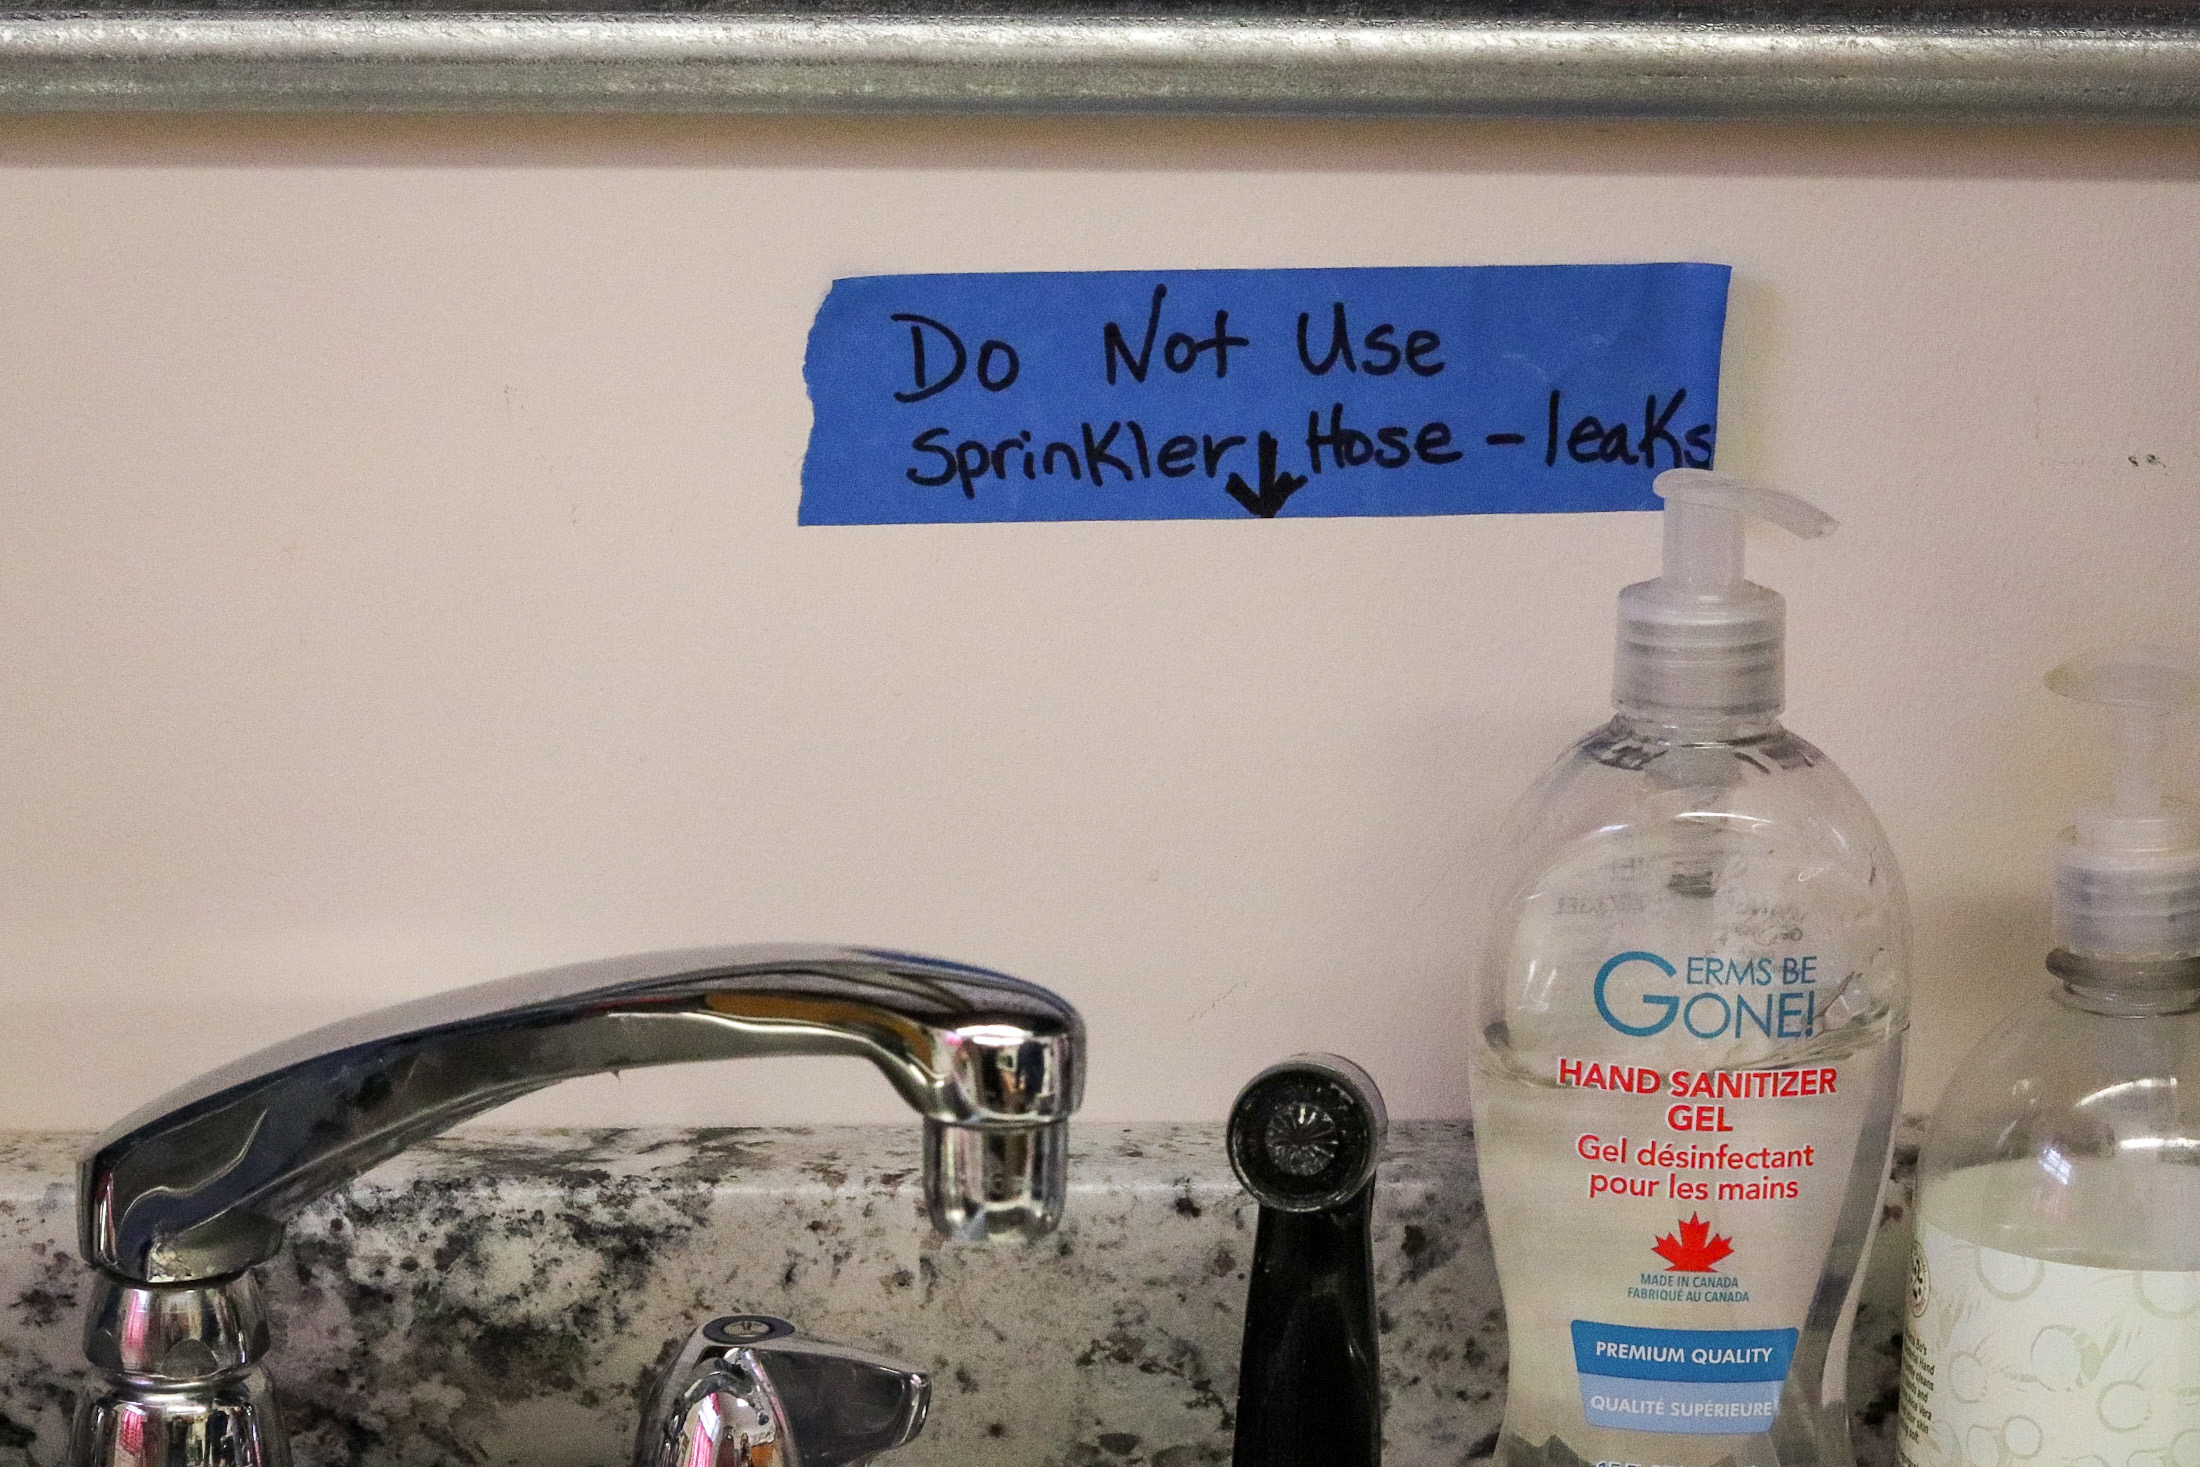 Do Not Use
Sprinkler Hose - leaks
GERMS BE
GONE!
HAND SANITIZER
GEL
Gel désinfectant
pour les mains
MADE IN CANADA
FABRIQUÉ AU CANADA
PREMIUM QUALITY
QUALITÉ SUPÉRIEURE